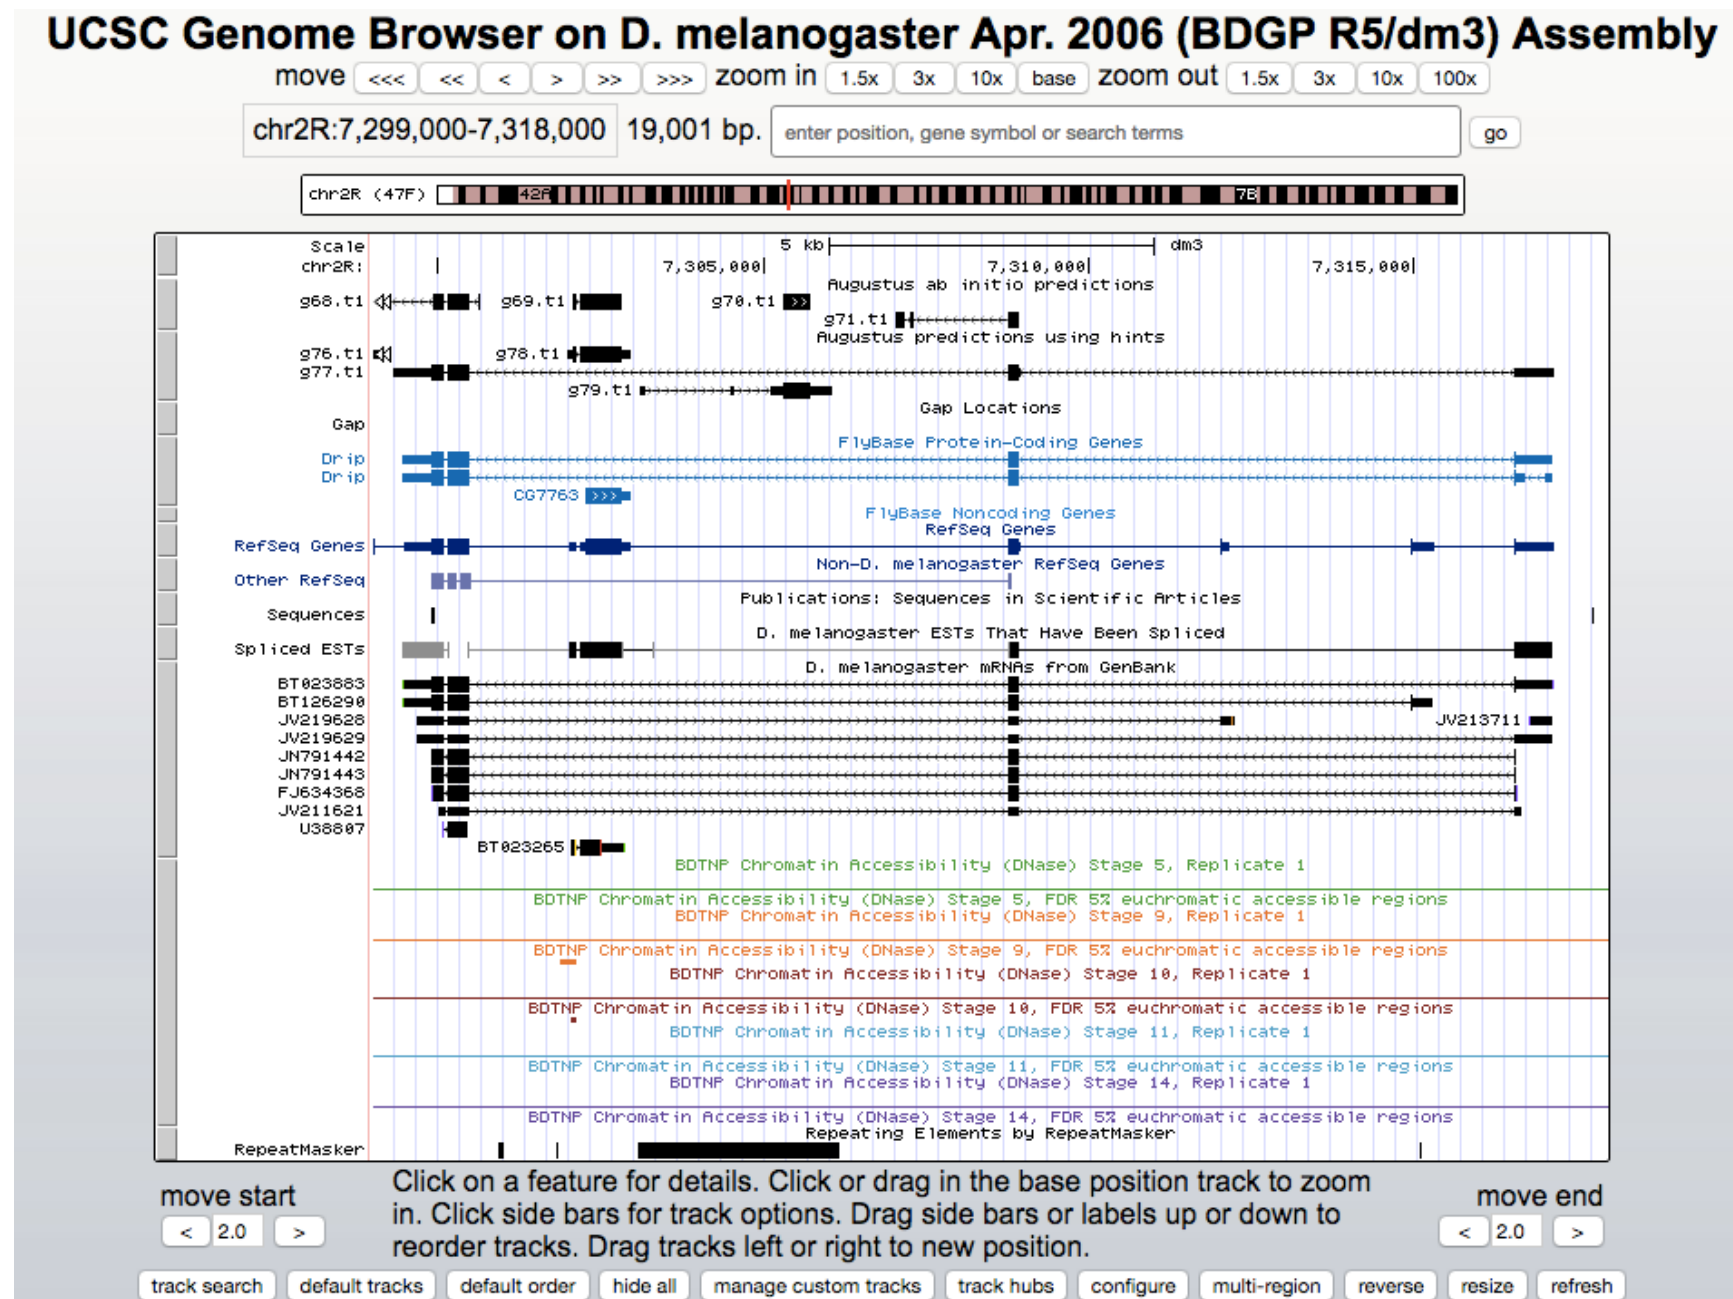 UCSC Genome Browser on D. melanogaster Apr. 2006 (BDGP R5/dm3) Assembly
move <<< << < > >> >>> zoom in 1.5x 3x 10x base zoom out 1.5x 3x 10x 100x
chr2R:7,299,000-7,318,000 19,001 bp. enter position, gene symbol or search terms go
chr2R (47F) 42A 7B
Scale 5 kb dm3
chr2R: 7,305,000 7,310,000 7,315,000
Augustus ab initio predictions
g68.t1 g69.t1 g70.t1
g71.t1
Augustus predictions using hints
g76.t1 g78.t1
g77.t1
g79.t1
Gap Locations
Gap
FlyBase Protein-Coding Genes
Drip
Drip
CG7763
FlyBase Noncoding Genes
RefSeq Genes
RefSeq Genes
Non-D. melanogaster RefSeq Genes
Other RefSeq
Publications: Sequences in Scientific Articles
Sequences
D. melanogaster ESTs That Have Been Spliced
Spliced ESTs
D. melanogaster mRNAs from GenBank
BT023883
BT126290
JV219628 JV213711
JV219629
JN791442
JN791443
FJ634368
JV211621
U38807
BT023265
BDTNP Chromatin Accessibility (DNase) Stage 5, Replicate 1
BDTNP Chromatin Accessibility (DNase) Stage 5, FDR 5% euchromatic accessible regions
BDTNP Chromatin Accessibility (DNase) Stage 9, Replicate 1
BDTNP Chromatin Accessibility (DNase) Stage 9, FDR 5% euchromatic accessible regions
BDTNP Chromatin Accessibility (DNase) Stage 10, Replicate 1
BDTNP Chromatin Accessibility (DNase) Stage 10, FDR 5% euchromatic accessible regions
BDTNP Chromatin Accessibility (DNase) Stage 11, Replicate 1
BDTNP Chromatin Accessibility (DNase) Stage 11, FDR 5% euchromatic accessible regions
BDTNP Chromatin Accessibility (DNase) Stage 14, Replicate 1
BDTNP Chromatin Accessibility (DNase) Stage 14, FDR 5% euchromatic accessible regions
Repeating Elements by RepeatMasker
RepeatMasker
move start
< 2.0 >
Click on a feature for details. Click or drag in the base position track to zoom
in. Click side bars for track options. Drag side bars or labels up or down to
reorder tracks. Drag tracks left or right to new position.
move end
< 2.0 >
track search default tracks default order hide all manage custom tracks track hubs configure multi-region reverse resize refresh